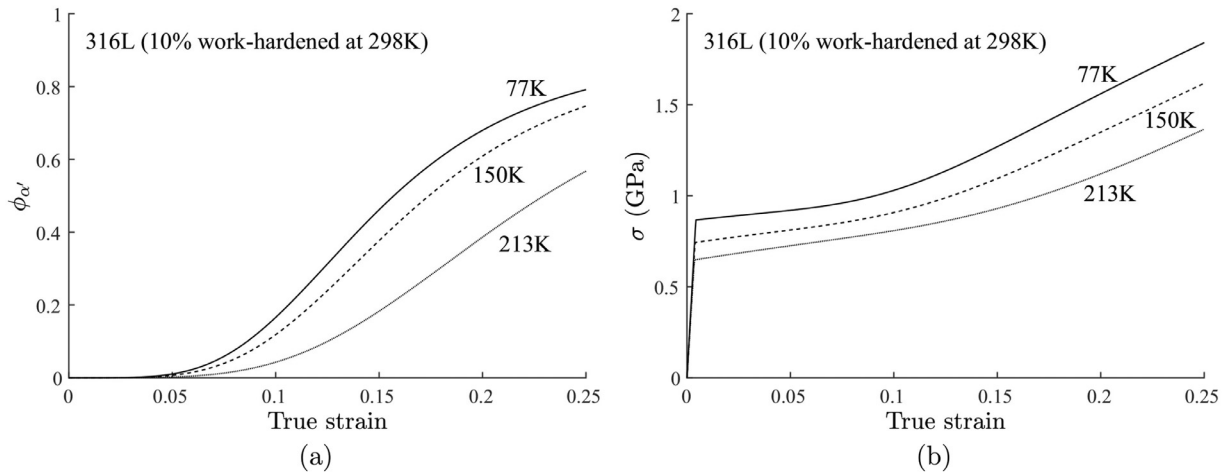 316L (10% work-hardened at 298K)
77K
150K
213K
1
0.8
0.6
0.4
0.2
0
ϕα′
0
0.05
0.1
0.15
0.2
0.25
True strain
(a)
316L (10% work-hardened at 298K)
77K
150K
213K
2
1.5
1
0.5
0
σ (GPa)
0
0.05
0.1
0.15
0.2
0.25
True strain
(b)